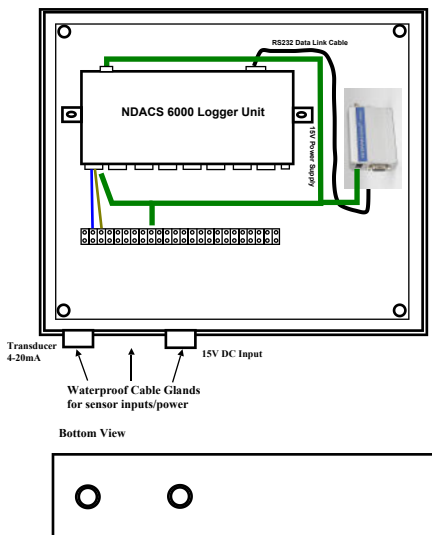 RS232 Data Link Cable
NDACS 6000 Logger Unit
15V Power Supply
Transducer
4-20mA
15V DC Input
Waterproof Cable Glands
for sensor inputs/power
Bottom View